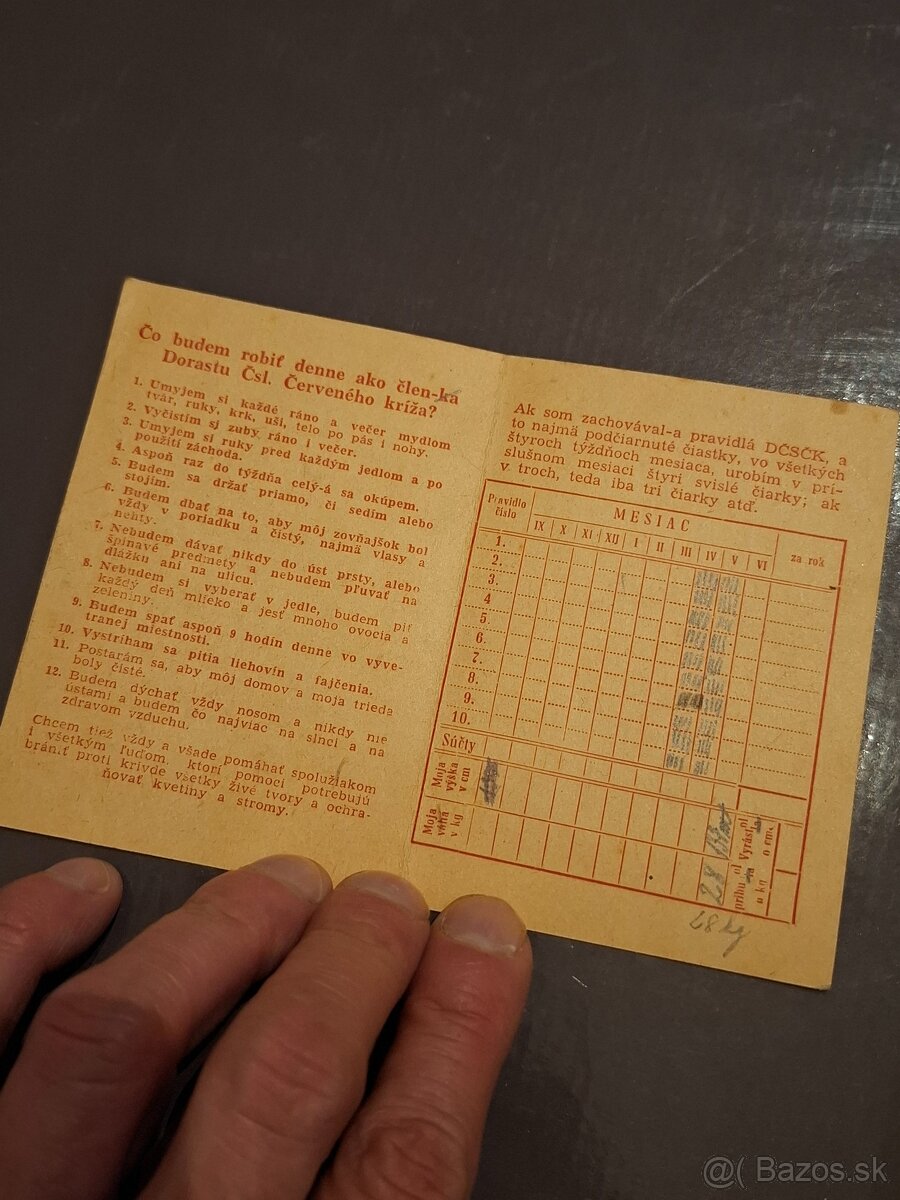 Čo budem robiť denne ako člen-ka
Dorastu Čsl. Červeného kríža?
1. Umyjem si každé ráno a večer mydlom
tvár, ruky, krk, uši, telo po pás i nohy.
2. Vyčistím si zuby ráno i večer.
3. Umyjem si ruky pred každým jedlom a po
použití záchoda.
4. Aspoň raz do týždňa celý-á sa okúpem.
5. Budem sa držať priamo, či sedím alebo
stojím.
6. Budem dbať na to, aby môj zovňajšok bol
vždy v poriadku a čistý, najmä vlasy a
nehty.
7. Nebudem dávať nikdy do úst prsty, alebo
špinavé predmety a nebudem pľuvať na
dlážku ani na ulicu.
8. Nebudem si vyberať v jedle, budem piť
každý deň mlieko a jesť mnoho ovocia a
zeleniny.
9. Budem spať aspoň 9 hodín denne vo vyve-
tranej miestnosti.
10. Vystríham sa pitia liehovín a fajčenia.
11. Postarám sa, aby môj domov a moja trieda
boly čisté.
12. Budem dýchať vždy nosom a nikdy nie
ústami a budem čo najviac na slnci a na
zdravom vzduchu.
Chcem tiež vždy a všade pomáhať spolužiakom
i všetkým ľuďom, ktorí pomoci potrebujú
brániť proti krivde všetky živé tvory a ochra-
ňovať kvetiny a stromy.
Ak som zachovával-a pravidlá DČSČK, a
to najmä podčiarnuté čiastky, vo všetkých
štyroch týždňoch mesiaca, urobím v prí-
slušnom mesiaci štyri svislé čiarky; ak
v troch, teda iba tri čiarky atď.
Pravidlo
číslo
MESIAC
za rok
IX X XI XII I II III IV V VI
1.
2.
3.
4
5.
6.
7.
8.
9.
10.
Súčty
Moja
výška
v cm
Moja
váha
v kg
28
Vyrástol
la
o cm
pribu ol
la
o kg
28 kg
@( Bazos.sk